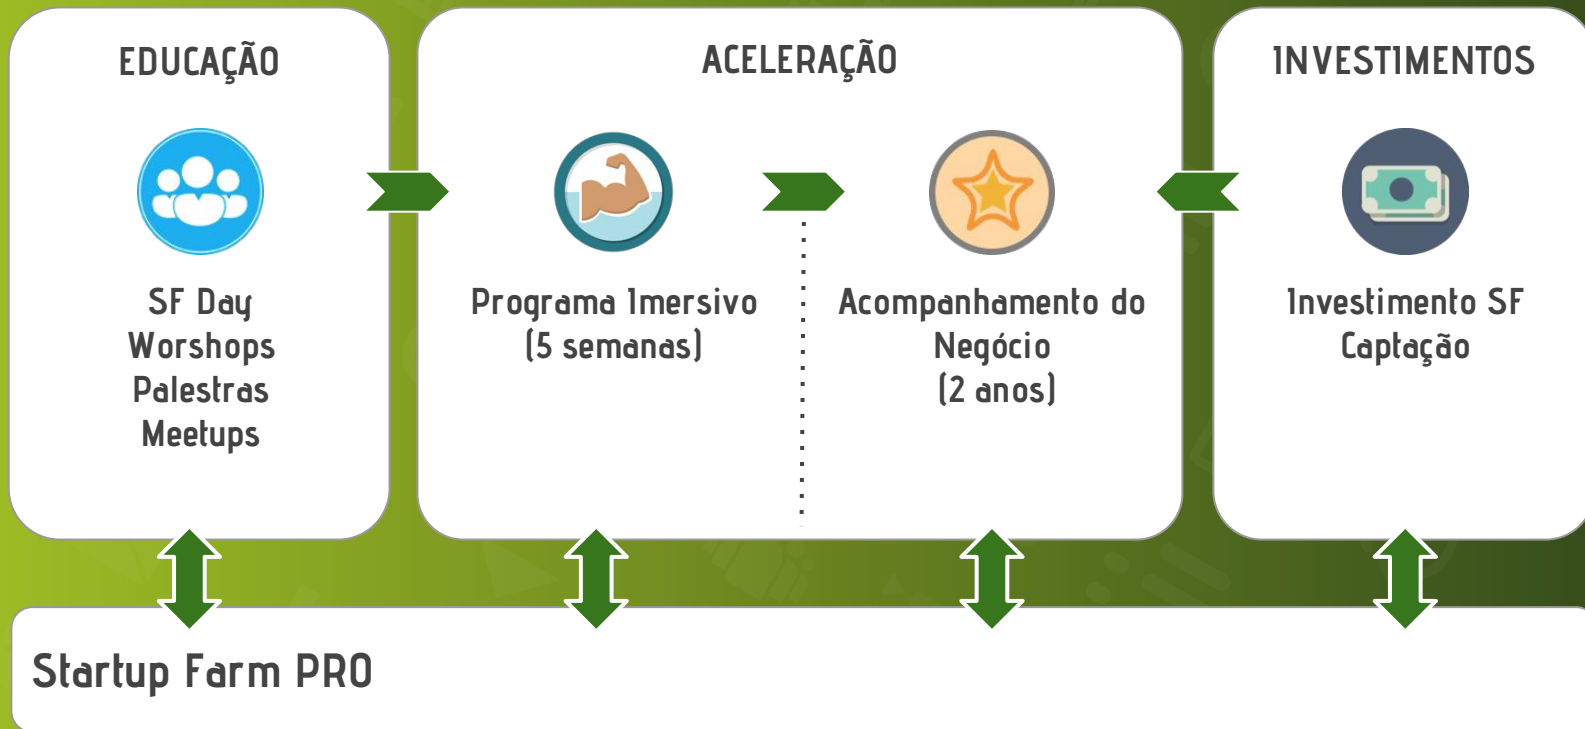 EDUCAÇÃO
SF Day
Worshops
Palestras
Meetups
ACELERAÇÃO
Programa Imersivo
(5 semanas)
Acompanhamento do
Negócio
(2 anos)
INVESTIMENTOS
Investimento SF
Captação
Startup Farm PRO